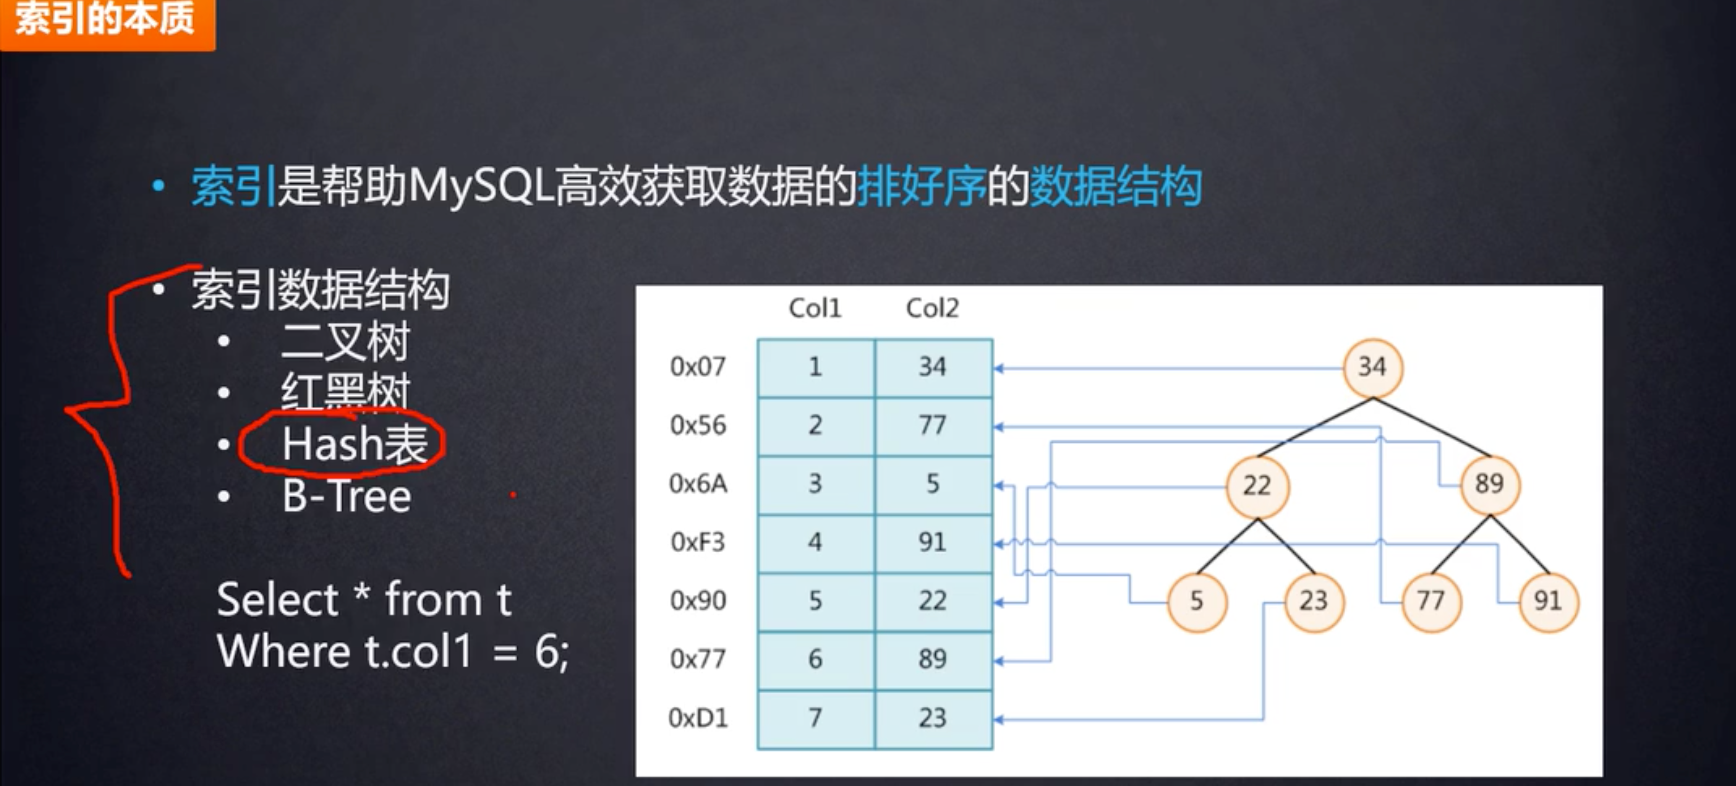 索引的本质
• 索引是帮助MySQL高效获取数据的排好序的数据结构
• 索引数据结构
• 二叉树
• 红黑树
• Hash表
• B-Tree
Select * from t
Where t.col1 = 6;
Col1 Col2
0x07 1 34
0x56 2 77
0x6A 3 5
0xF3 4 91
0x90 5 22
0x77 6 89
0xD1 7 23
34
22 89
5 23 77 91